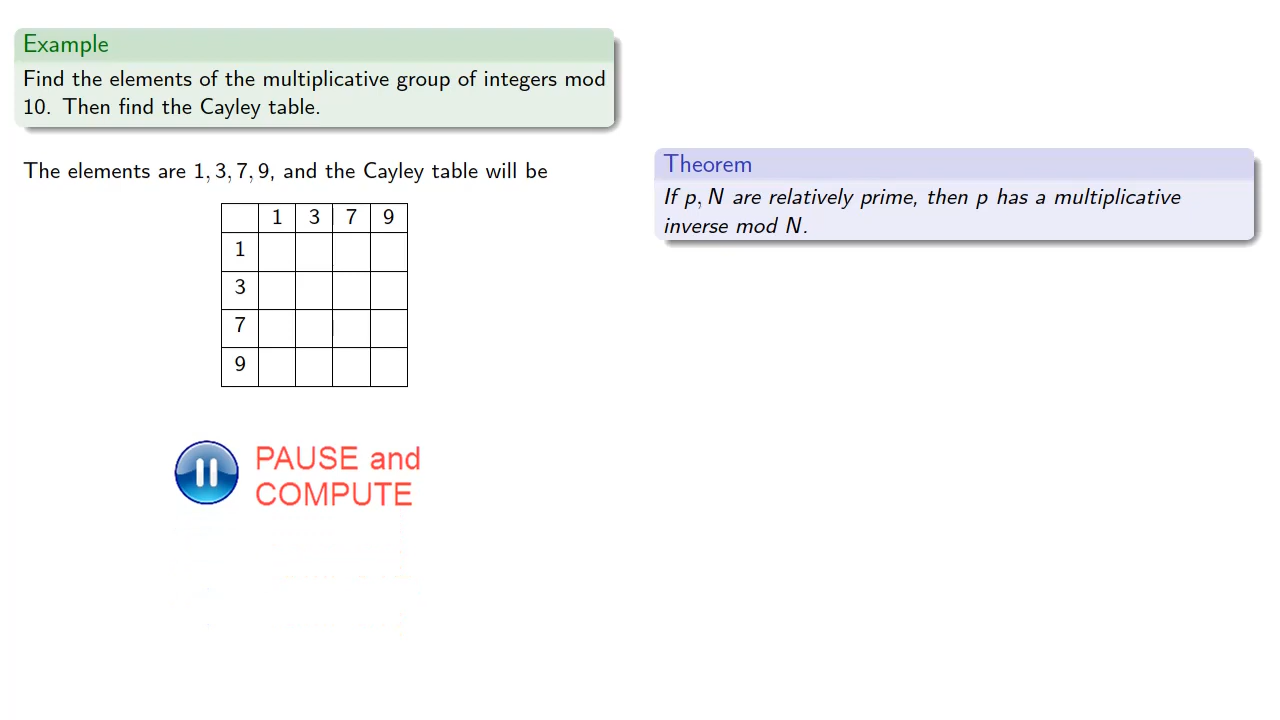 Example
Find the elements of the multiplicative group of integers mod
10. Then find the Cayley table.
The elements are 1, 3, 7, 9, and the Cayley table will be
1 3 7 9
1
3
7
9
PAUSE and
COMPUTE
Theorem
If p, N are relatively prime, then p has a multiplicative
inverse mod N.